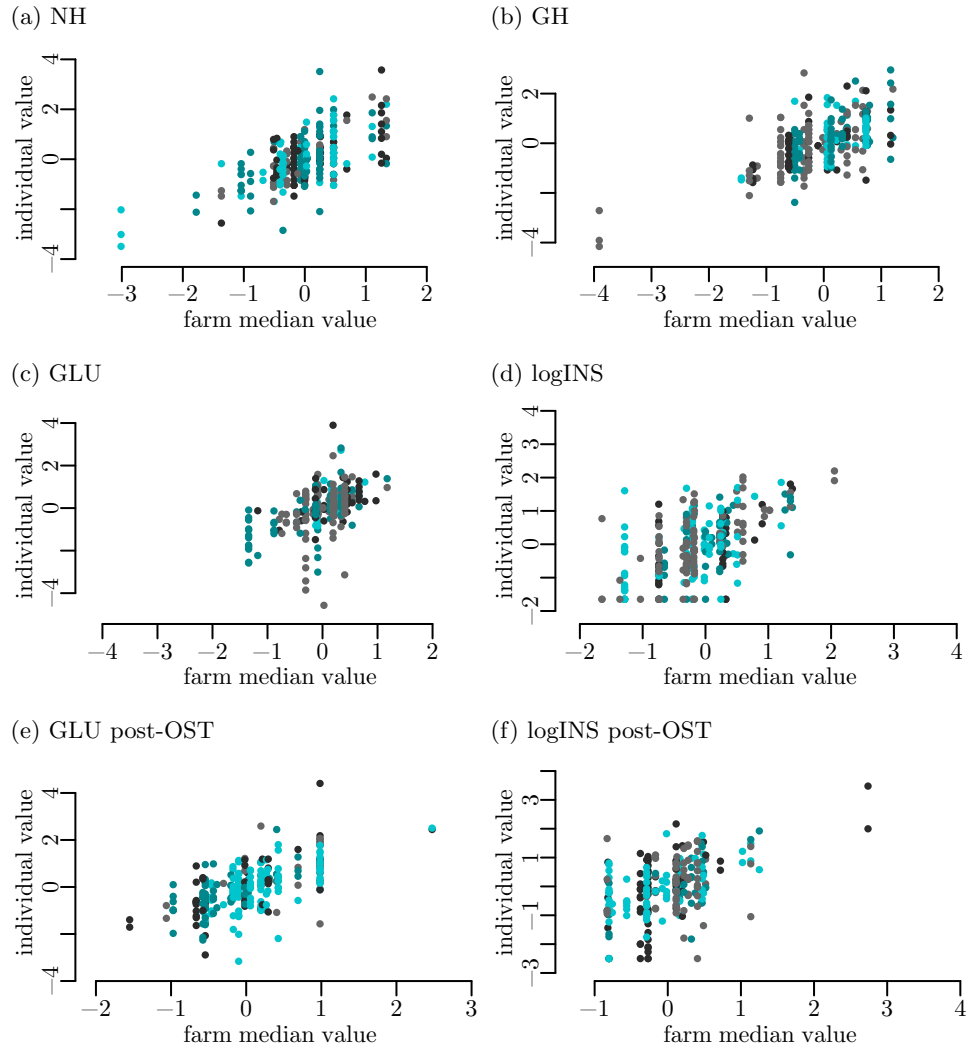 (a) NH
individual value
4
2
0
−4
−3 −2 −1 0 1 2
farm median value
(b) GH
individual value
2
0
−4
−4 −3 −2 −1 0 1 2
farm median value
(c) GLU
individual value
4
2
0
−4
−4 −3 −2 −1 0 1 2
farm median value
(d) logINS
individual value
4
3
2
1
0
−2
−2 −1 0 1 2 3 4
farm median value
(e) GLU post-OST
individual value
4
2
0
−4
−2 −1 0 1 2 3
farm median value
(f) logINS post-OST
individual value
3
1
−1
−3
−1 0 1 2 3 4
farm median value